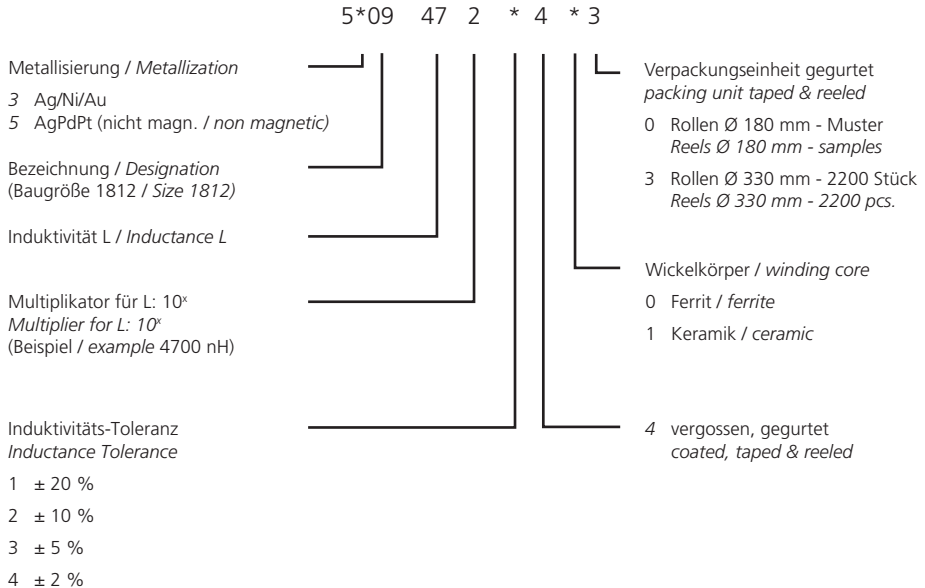 5*09 47 2 * 4 * 3
Metallisierung / Metallization
3 Ag/Ni/Au
5 AgPdPt (nicht magn. / non magnetic)
Bezeichnung / Designation
(Baugröße 1812 / Size 1812)
Induktivität L / Inductance L
Multiplikator für L: 10ˣ
Multiplier for L: 10ˣ
(Beispiel / example 4700 nH)
Induktivitäts-Toleranz
Inductance Tolerance
1 ± 20 %
2 ± 10 %
3 ± 5 %
4 ± 2 %
Verpackungseinheit gegurtet
packing unit taped & reeled
0 Rollen Ø 180 mm - Muster
Reels Ø 180 mm - samples
3 Rollen Ø 330 mm - 2200 Stück
Reels Ø 330 mm - 2200 pcs.
Wickelkörper / winding core
0 Ferrit / ferrite
1 Keramik / ceramic
4 vergossen, gegurtet
coated, taped & reeled